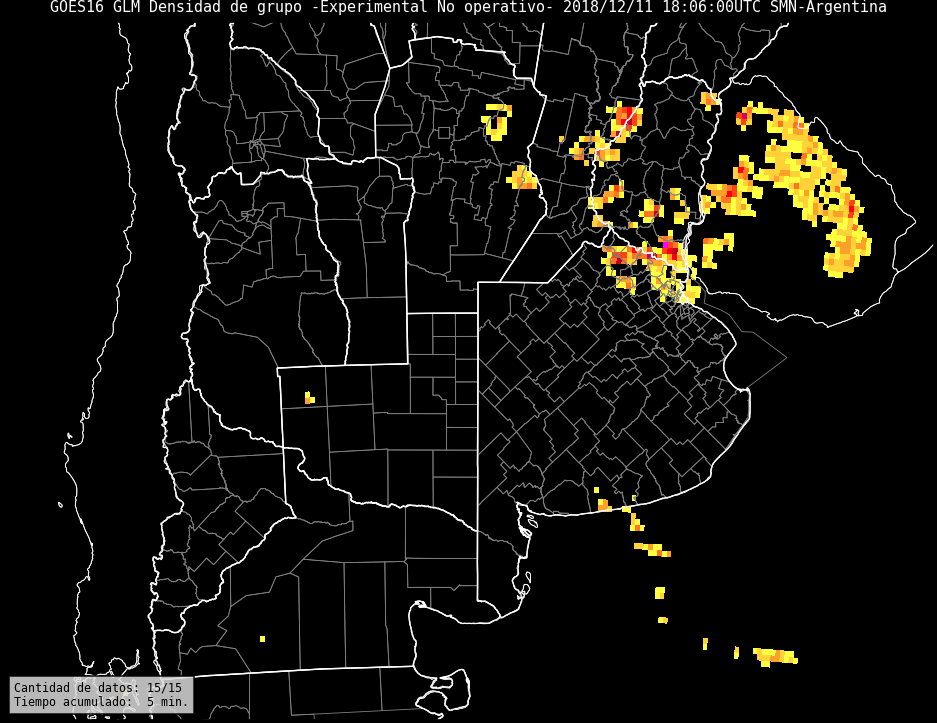 GOES16 GLM Densidad de grupo -Experimental No operativo- 2018/12/11 18:06:00UTC SMN-Argentina
Cantidad de datos: 15/15
Tiempo acumulado:  5 min.